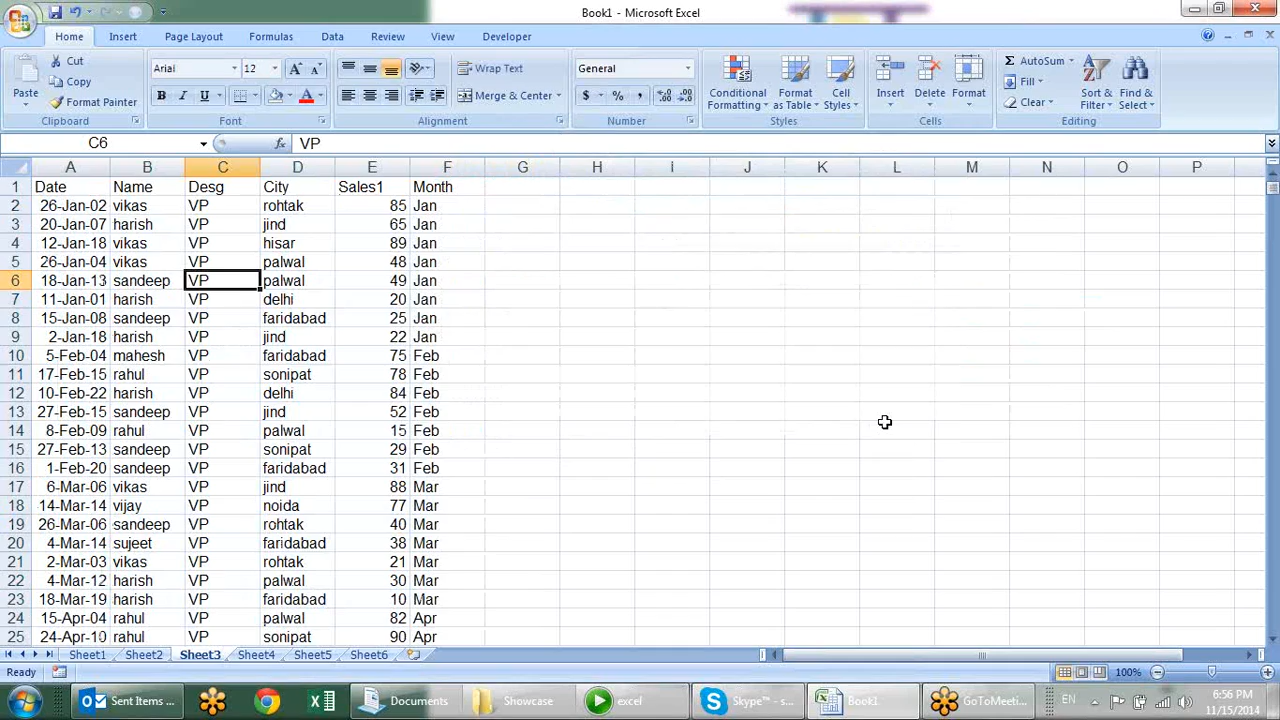 Book1 - Microsoft Excel
Home Insert Page Layout Formulas Data Review View Developer
Paste Cut Copy Format Painter Clipboard
Arial 12 B I U A Font
Wrap Text Merge & Center Alignment
General $ % , Number
Conditional Formatting Format as Table Cell Styles Styles
Insert Delete Format Cells
Σ AutoSum Fill Clear Sort & Filter Find & Select Editing
C6 fx VP
A B C D E F G H I J K L M N O P
1 Date Name Desg City Sales1 Month
2 26-Jan-02 vikas VP rohtak 85 Jan
3 20-Jan-07 harish VP jind 65 Jan
4 12-Jan-18 vikas VP hisar 89 Jan
5 26-Jan-04 vikas VP palwal 48 Jan
6 18-Jan-13 sandeep VP palwal 49 Jan
7 11-Jan-01 harish VP delhi 20 Jan
8 15-Jan-08 sandeep VP faridabad 25 Jan
9 2-Jan-18 harish VP jind 22 Jan
10 5-Feb-04 mahesh VP faridabad 75 Feb
11 17-Feb-15 rahul VP sonipat 78 Feb
12 10-Feb-22 harish VP delhi 84 Feb
13 27-Feb-15 sandeep VP jind 52 Feb
14 8-Feb-09 rahul VP palwal 15 Feb
15 27-Feb-13 sandeep VP sonipat 29 Feb
16 1-Feb-20 sandeep VP faridabad 31 Feb
17 6-Mar-06 vikas VP jind 88 Mar
18 14-Mar-14 vijay VP noida 77 Mar
19 26-Mar-06 sandeep VP rohtak 40 Mar
20 4-Mar-14 sujeet VP faridabad 38 Mar
21 2-Mar-03 vikas VP rohtak 21 Mar
22 4-Mar-12 harish VP palwal 30 Mar
23 18-Mar-19 harish VP faridabad 10 Mar
24 15-Apr-04 rahul VP palwal 82 Apr
25 24-Apr-10 rahul VP sonipat 90 Apr
Sheet1 Sheet2 Sheet3 Sheet4 Sheet5 Sheet6
Ready 100%
Sent Items ... Documents Showcase excel Skype™ - s... Book1 GoToMeeti... EN 6:56 PM
11/15/2014